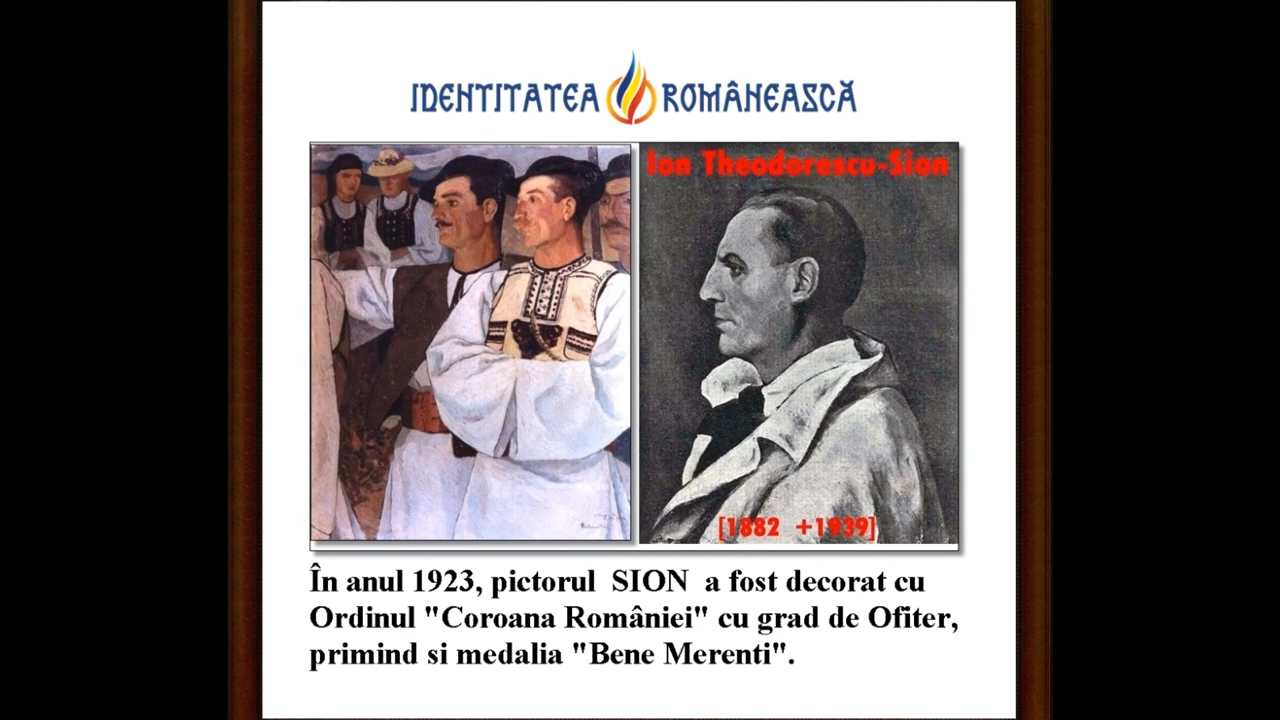 IDENTITATEA ROMÂNEASCĂ
Ion Theodorescu-Sion
[1882 +1939]
În anul 1923, pictorul SION a fost decorat cu
Ordinul "Coroana României" cu grad de Ofiter,
primind si medalia "Bene Merenti".